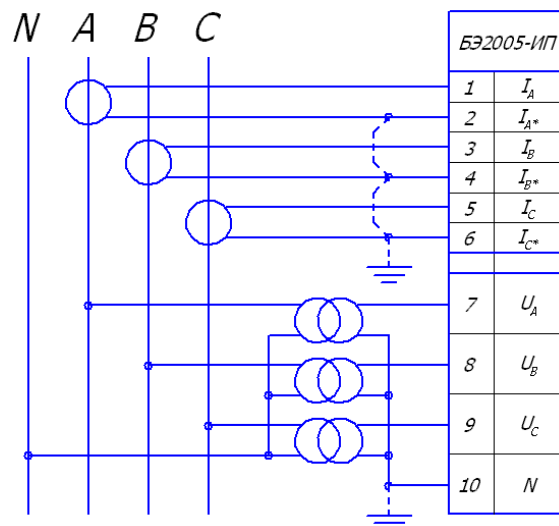 N A B C
БЭ2005-ИП
1 I_A
2 I_A*
3 I_B
4 I_B*
5 I_C
6 I_C*
7 U_A
8 U_B
9 U_C
10 N